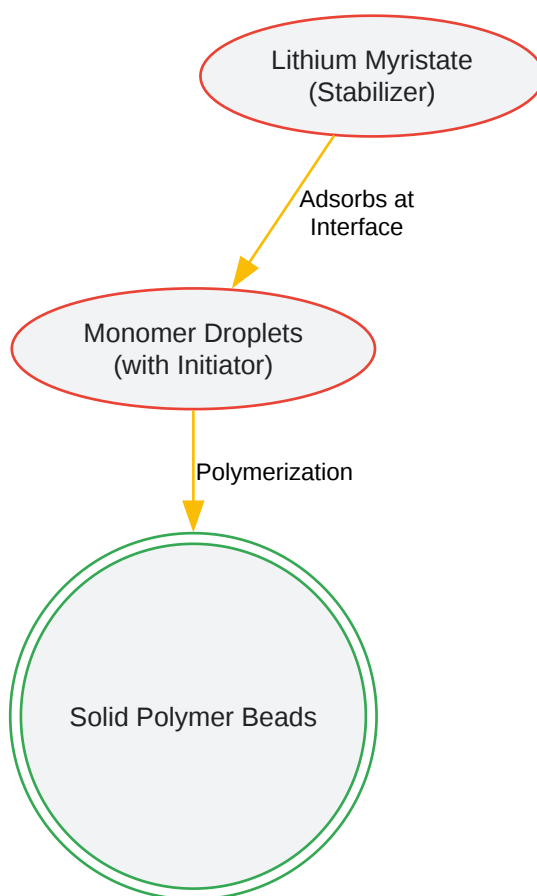 Lithium Myristate
(Stabilizer)
Adsorbs at
Interface
Monomer Droplets
(with Initiator)
Polymerization
Solid Polymer Beads